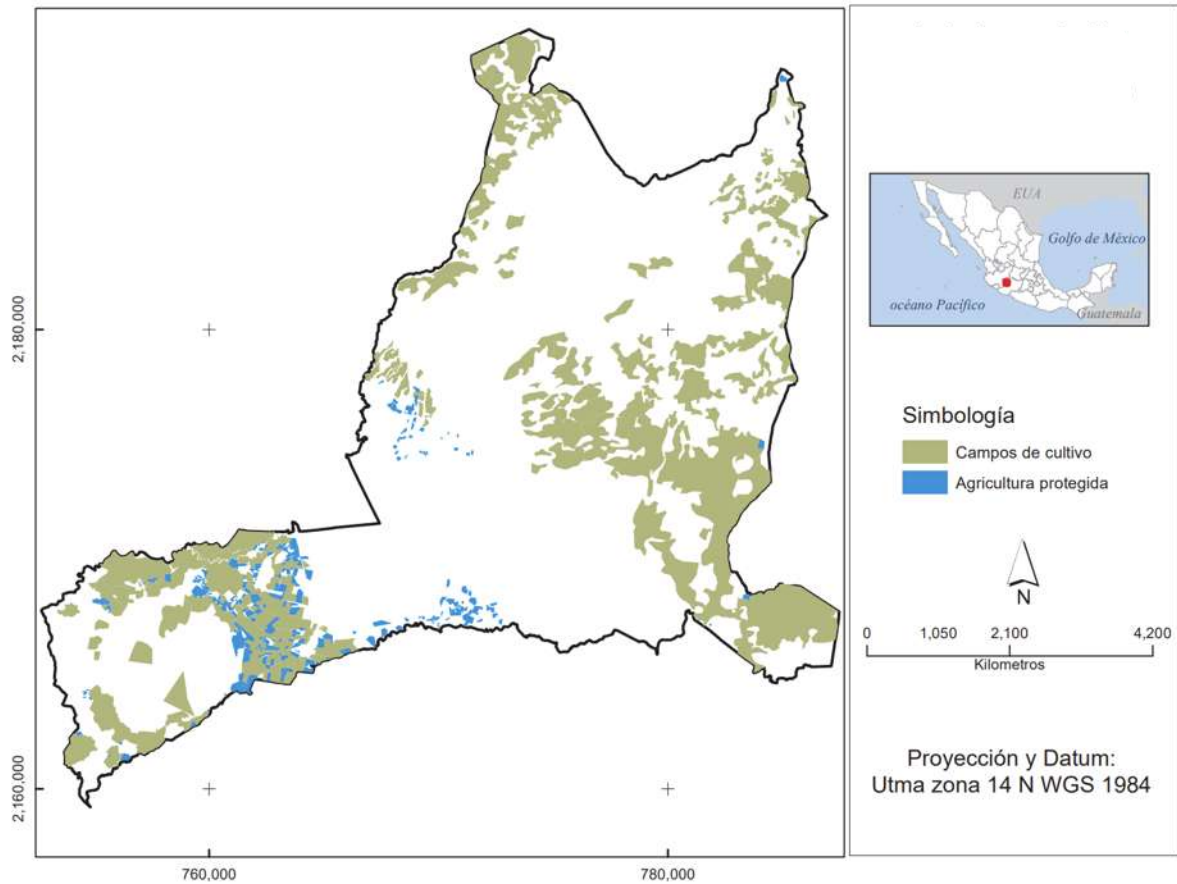 2,180,000
2,160,000
760,000
780,000
EUA
Golfo de México
océano Pacífico
Guatemala
Simbología
Campos de cultivo
Agricultura protegida
N
0 1,050 2,100 4,200
Kilometros
Proyección y Datum:
Utma zona 14 N WGS 1984